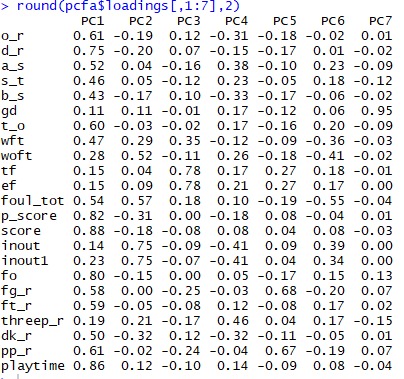 > round(pcfa$loadings[,1:7],2)
PC1 PC2 PC3 PC4 PC5 PC6 PC7
o_r 0.61 -0.19 0.12 -0.31 -0.18 -0.02 0.01
d_r 0.75 -0.20 0.07 -0.15 -0.17 0.01 -0.02
a_s 0.52 0.04 -0.16 0.38 -0.10 0.23 -0.09
s_t 0.46 0.05 -0.12 0.23 -0.05 0.18 -0.12
b_s 0.43 -0.17 0.10 -0.33 -0.17 -0.06 -0.02
gd 0.11 0.11 -0.01 0.17 -0.12 0.06 0.95
t_o 0.60 -0.03 -0.02 0.17 -0.16 0.20 -0.09
wft 0.47 0.29 0.35 -0.12 -0.09 -0.36 -0.03
woft 0.28 0.52 -0.11 0.26 -0.18 -0.41 -0.02
tf 0.15 0.04 0.78 0.17 0.27 0.18 -0.01
ef 0.15 0.09 0.78 0.21 0.27 0.17 0.00
foul_tot 0.54 0.57 0.18 0.10 -0.19 -0.55 -0.04
p_score 0.82 -0.31 0.00 -0.18 0.08 -0.04 0.01
score 0.88 -0.18 -0.08 0.08 0.04 0.08 -0.03
inout 0.14 0.75 -0.09 -0.41 0.09 0.39 0.00
inout1 0.23 0.75 -0.07 -0.41 0.04 0.34 0.00
fo 0.80 -0.15 0.00 0.05 -0.17 0.15 0.13
fg_r 0.58 0.00 -0.25 -0.03 0.68 -0.20 0.07
ft_r 0.59 -0.05 -0.08 0.12 -0.08 0.17 0.02
threep_r 0.19 0.21 -0.17 0.46 0.04 0.17 -0.15
dk_r 0.50 -0.32 0.12 -0.32 -0.11 -0.05 0.01
pp_r 0.61 -0.02 -0.24 -0.04 0.67 -0.19 0.07
playtime 0.86 0.12 -0.10 0.14 -0.09 0.08 -0.04